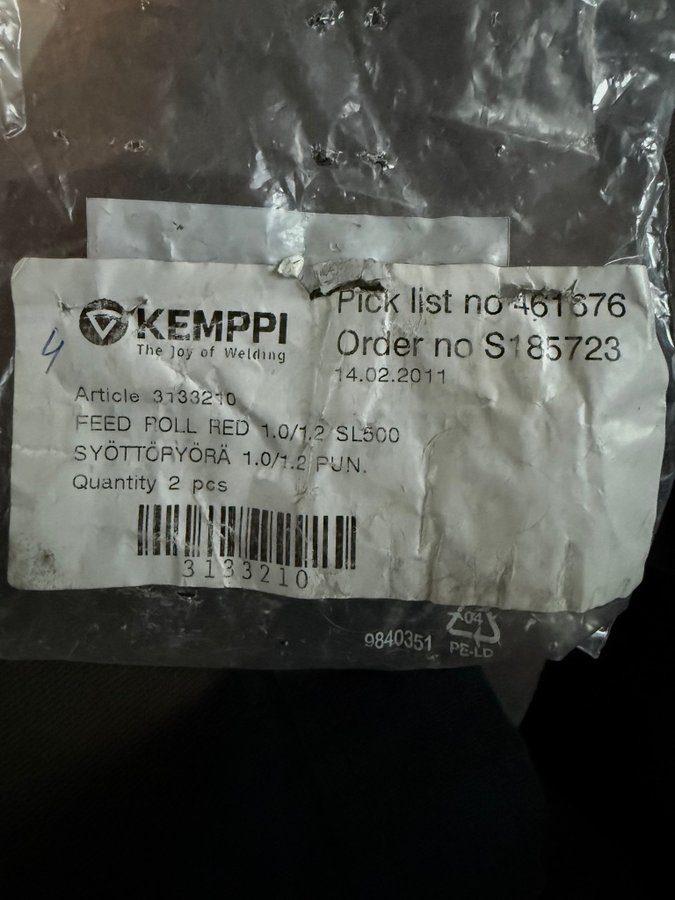 KEMPPI
The Joy of Welding
Pick list no 461676
Order no S185723
14.02.2011
4
Article 3133210
FEED ROLL RED 1.0/1.2 SL500
SYÖTTÖPYÖRÄ 1.0/1.2 PUN.
Quantity 2 pcs
3133210
04
9840351
PE-LD